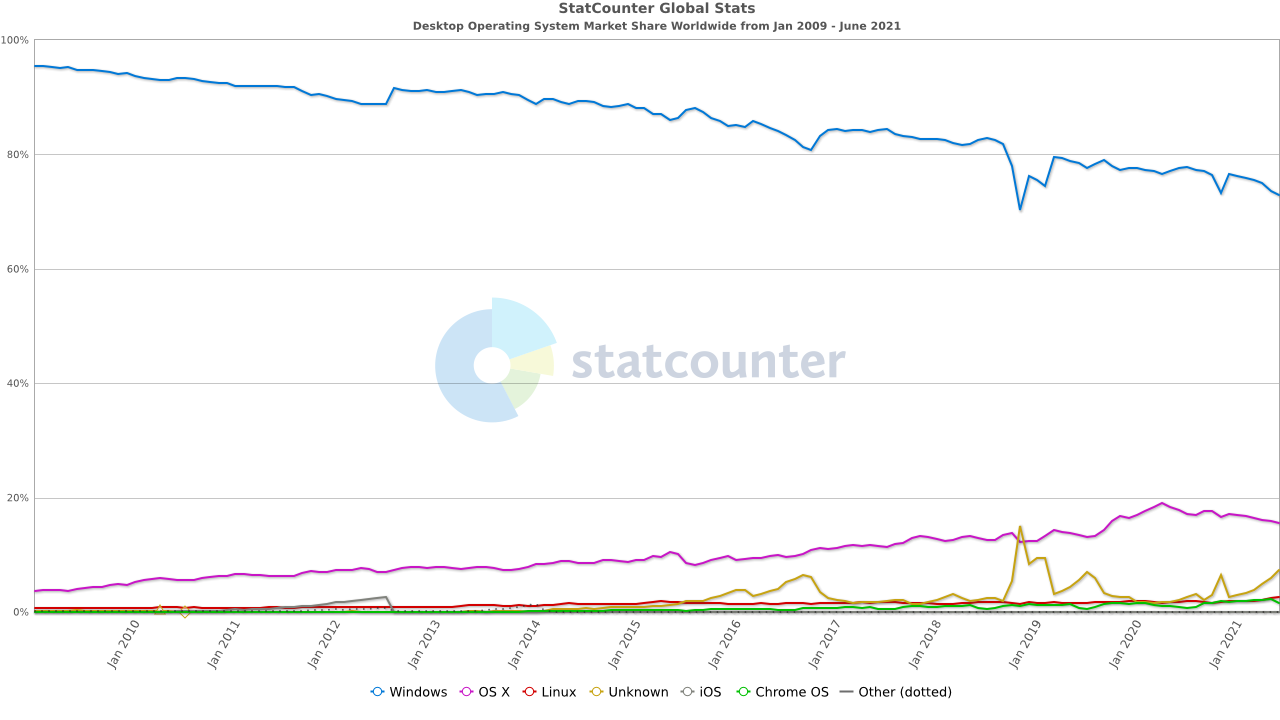 StatCounter Global Stats
Desktop Operating System Market Share Worldwide from Jan 2009 - June 2021
100%
80%
60%
40%
20%
0%
statcounter
Jan 2010
Jan 2011
Jan 2012
Jan 2013
Jan 2014
Jan 2015
Jan 2016
Jan 2017
Jan 2018
Jan 2019
Jan 2020
Jan 2021
Windows OS X Linux Unknown iOS Chrome OS Other (dotted)